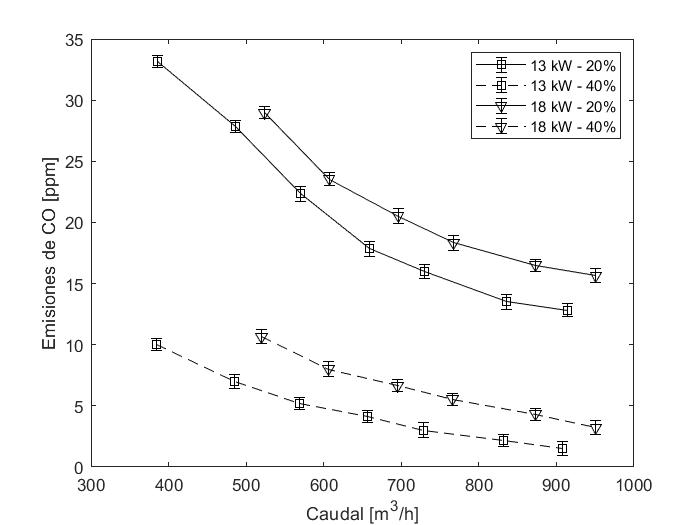 35
30
25
20
15
10
5
0
300 400 500 600 700 800 900 1000
Emisiones de CO [ppm]
Caudal [m³/h]
13 kW - 20%
13 kW - 40%
18 kW - 20%
18 kW - 40%